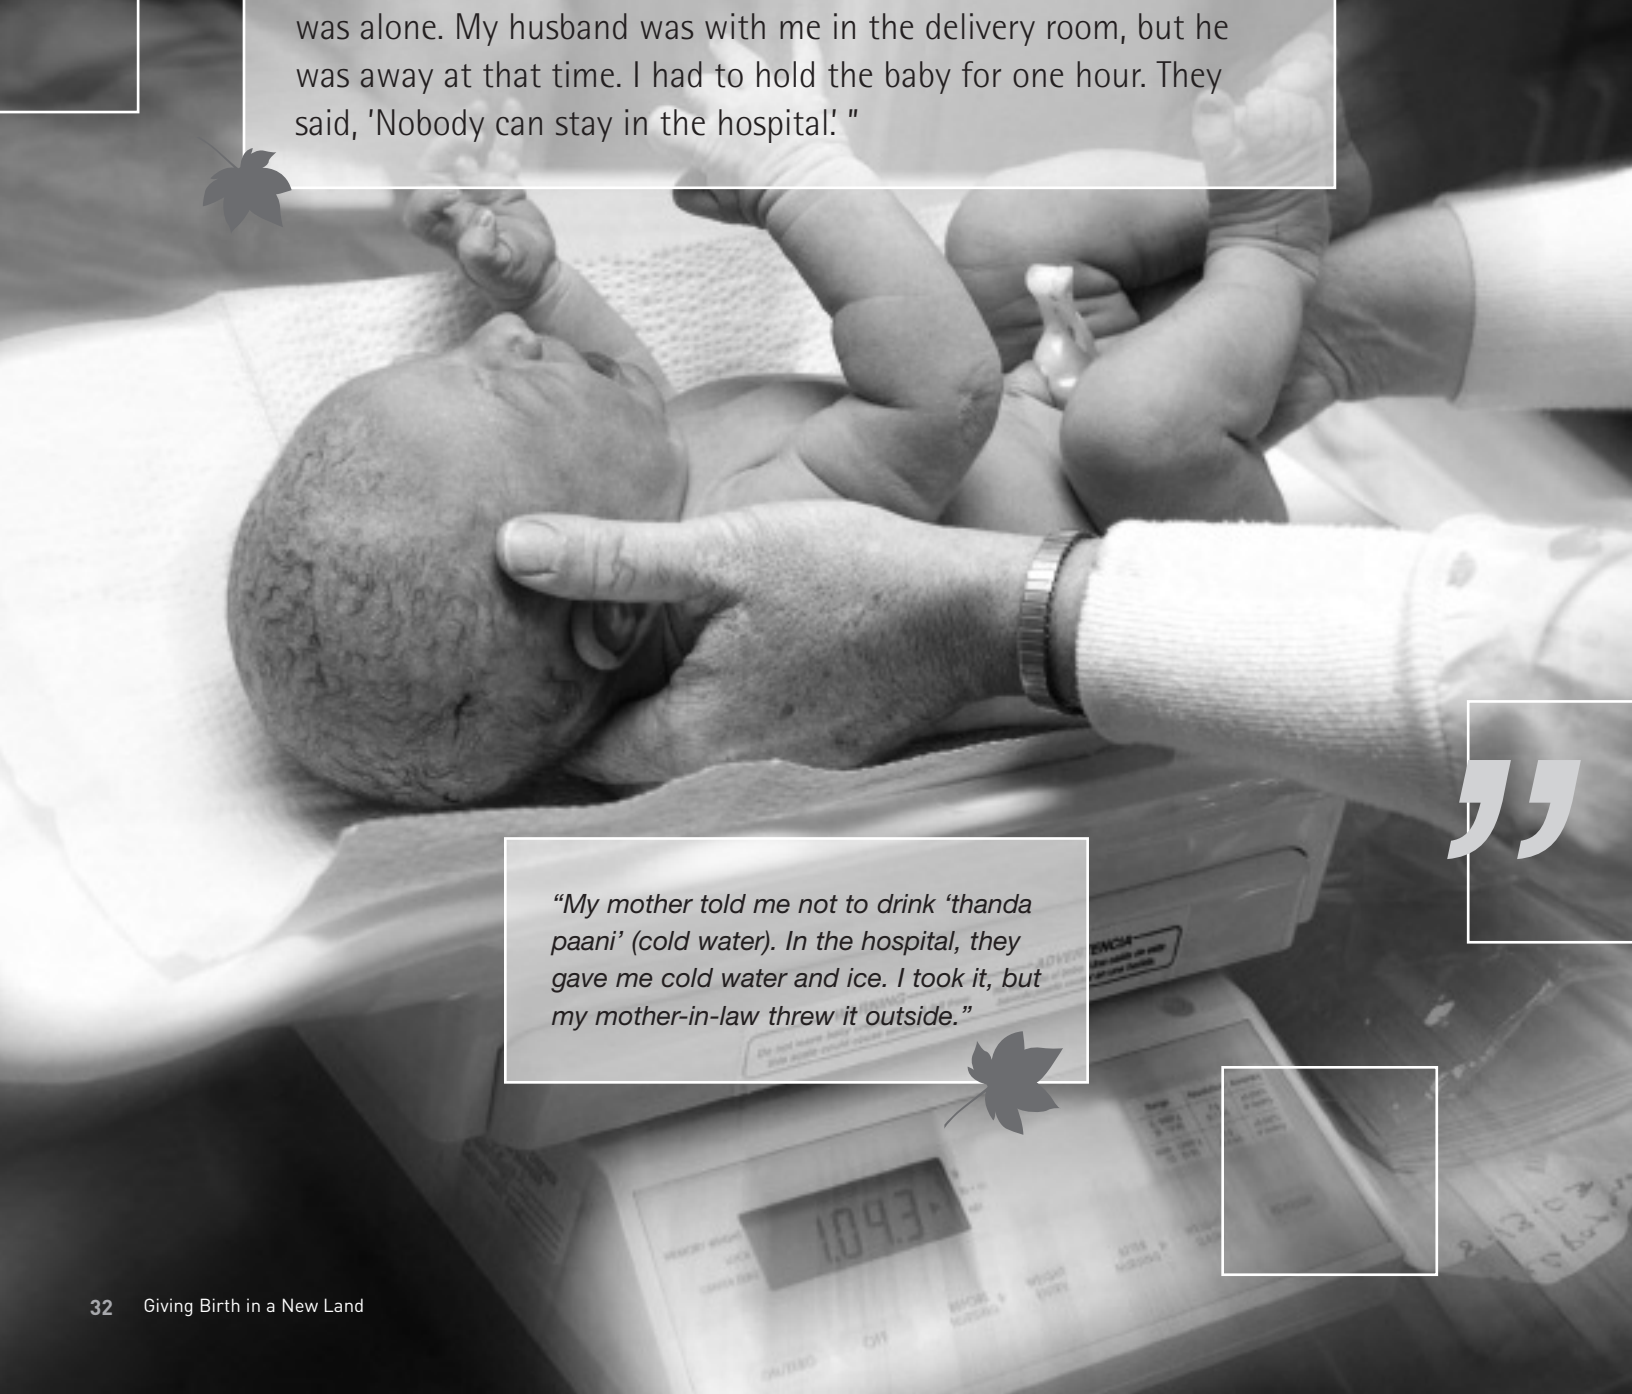 was alone. My husband was with me in the delivery room, but he
was away at that time. I had to hold the baby for one hour. They
said, ’Nobody can stay in the hospital.’ ”
”
“My mother told me not to drink ‘thanda
paani’ (cold water). In the hospital, they
gave me cold water and ice. I took it, but
my mother-in-law threw it outside.”
WARNING
32 Giving Birth in a New Land